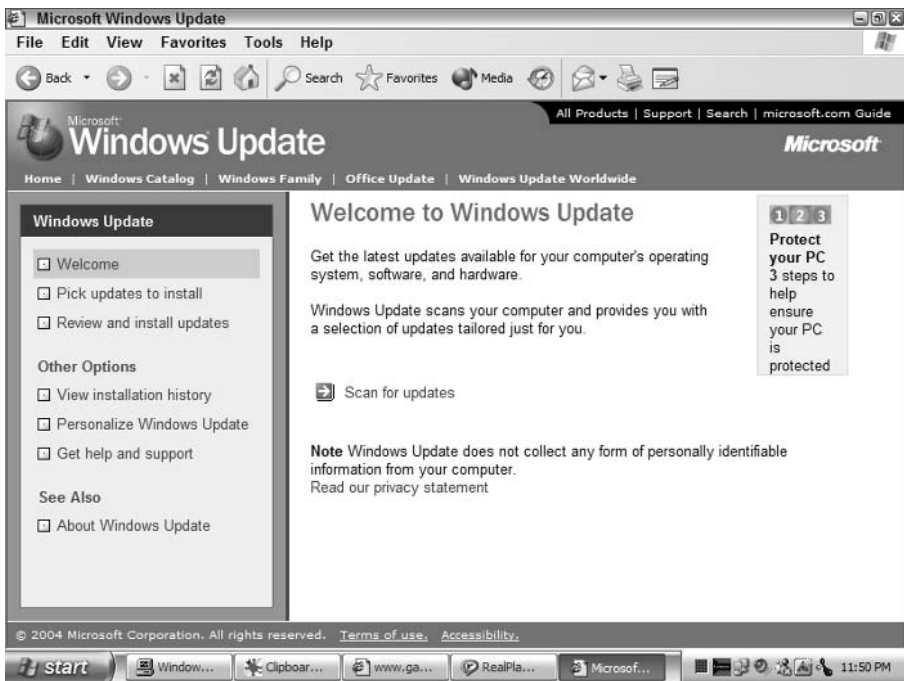 Microsoft Windows Update
File Edit View Favorites Tools Help
Back Search Favorites Media
All Products | Support | Search | microsoft.com Guide
Microsoft
Windows Update
Microsoft
Home | Windows Catalog | Windows Family | Office Update | Windows Update Worldwide
Windows Update
Welcome
Pick updates to install
Review and install updates
Other Options
View installation history
Personalize Windows Update
Get help and support
See Also
About Windows Update
Welcome to Windows Update
Get the latest updates available for your computer's operating
system, software, and hardware.
Windows Update scans your computer and provides you with
a selection of updates tailored just for you.
Scan for updates
Note Windows Update does not collect any form of personally identifiable
information from your computer.
Read our privacy statement
1 2 3
Protect
your PC
3 steps to
help
ensure
your PC
is
protected
© 2004 Microsoft Corporation. All rights reserved. Terms of use. Accessibility.
start Window... Clipboar... www.ga... RealPla... Microsof... 11:50 PM